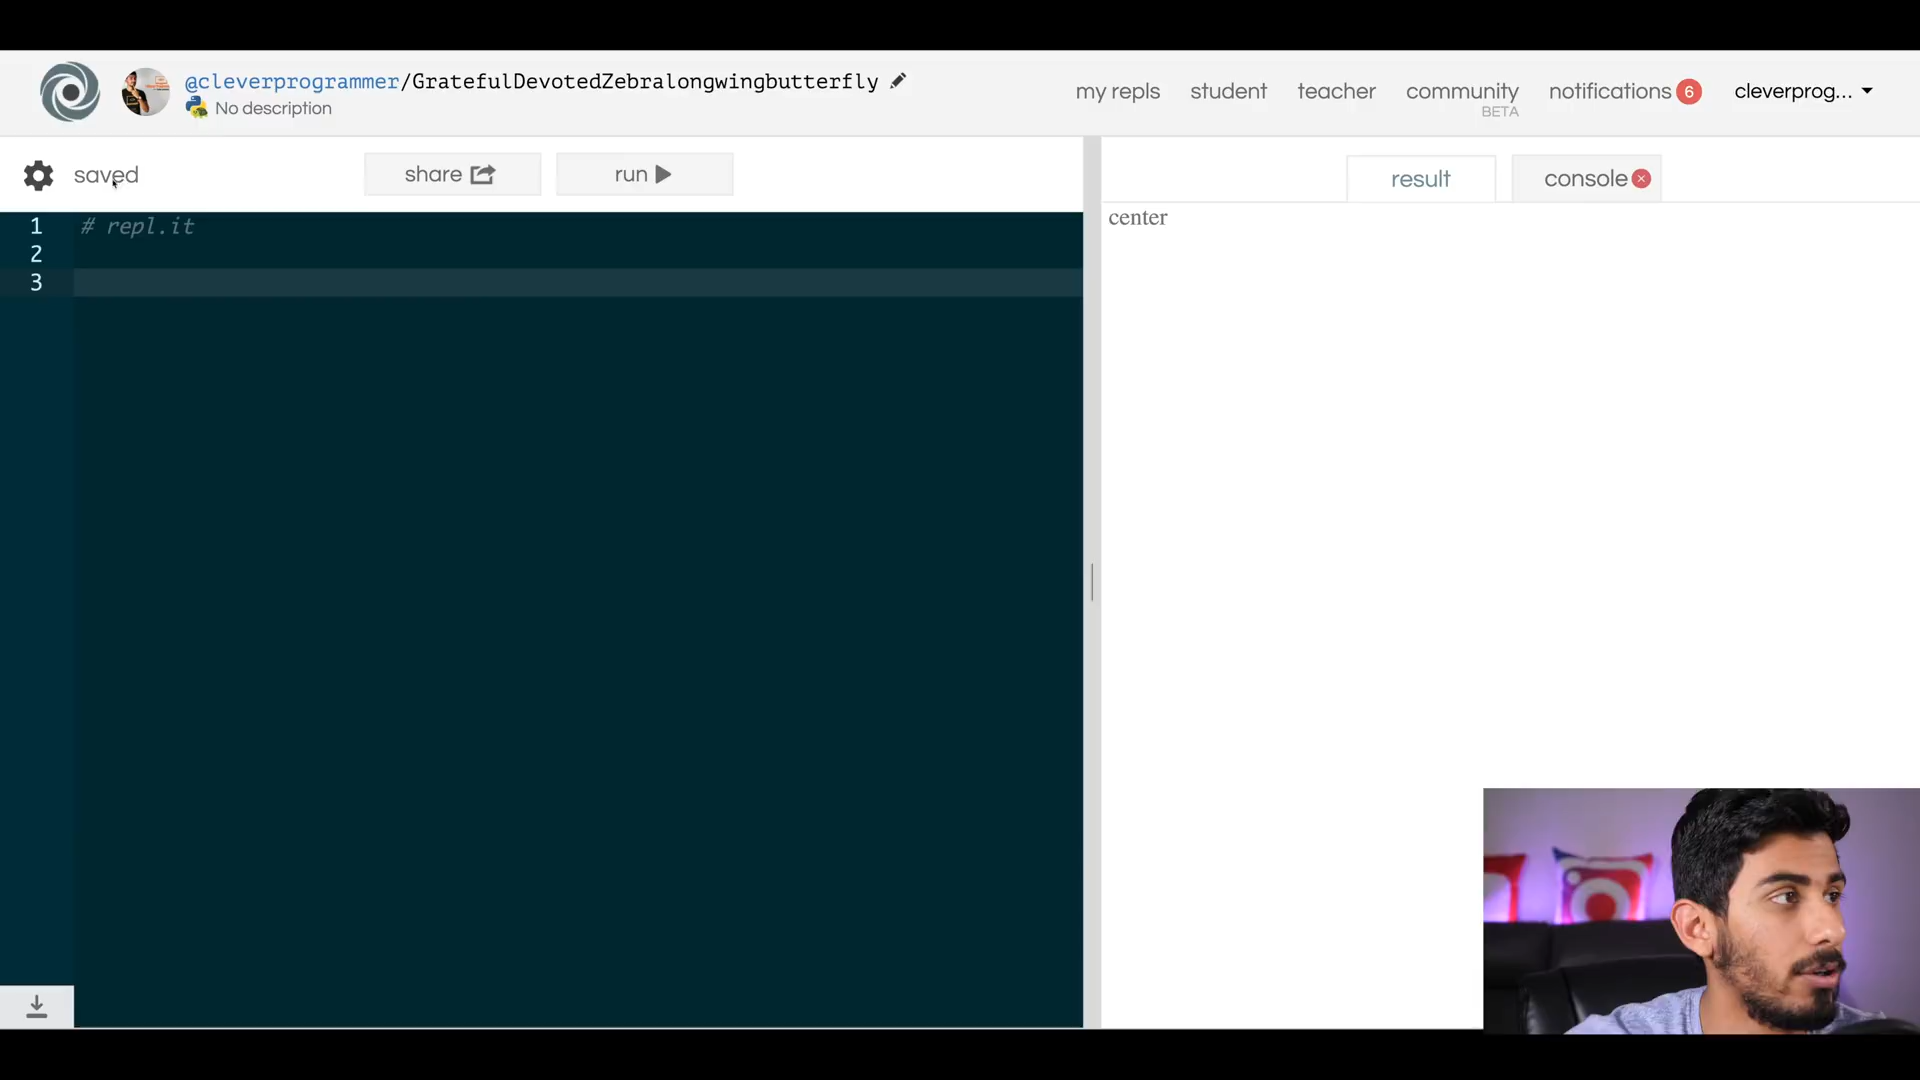 @cleverprogrammer/GratefulDevotedZebralongwingbutterfly
No description
my repls student teacher community BETA notifications 6 cleverprog...
saved share run
result console
1 # repl.it
2
3
center